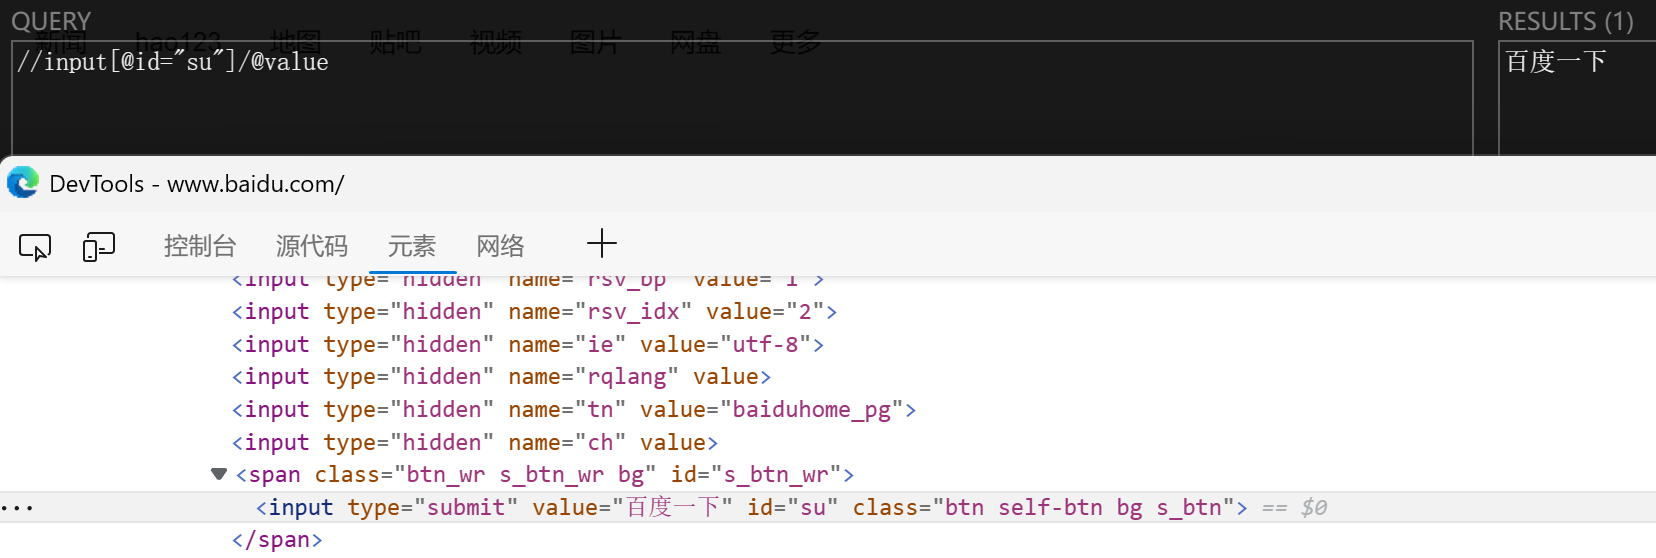 QUERY
RESULTS (1)
新闻 hao123 地图 贴吧 视频 图片 网盘 更多
//input[@id="su"]/@value
百度一下
DevTools - www.baidu.com/
控制台 源代码 元素 网络
<input type="hidden" name="rsv_bp" value="1">
<input type="hidden" name="rsv_idx" value="2">
<input type="hidden" name="ie" value="utf-8">
<input type="hidden" name="rqlang" value>
<input type="hidden" name="tn" value="baiduhome_pg">
<input type="hidden" name="ch" value>
<span class="btn_wr s_btn_wr bg" id="s_btn_wr">
... <input type="submit" value="百度一下" id="su" class="btn self-btn bg s_btn"> == $0
</span>